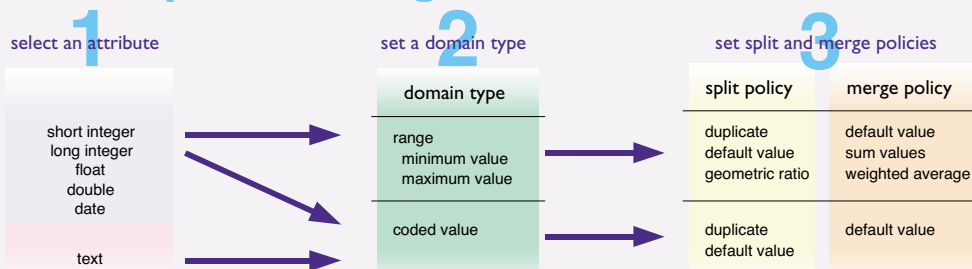 1 2 3
select an attribute
set a domain type
set split and merge policies
domain type
split policy
merge policy
short integer
long integer
float
double
date
text
range
minimum value
maximum value
coded value
duplicate
default value
geometric ratio
default value
sum values
weighted average
duplicate
default value
default value